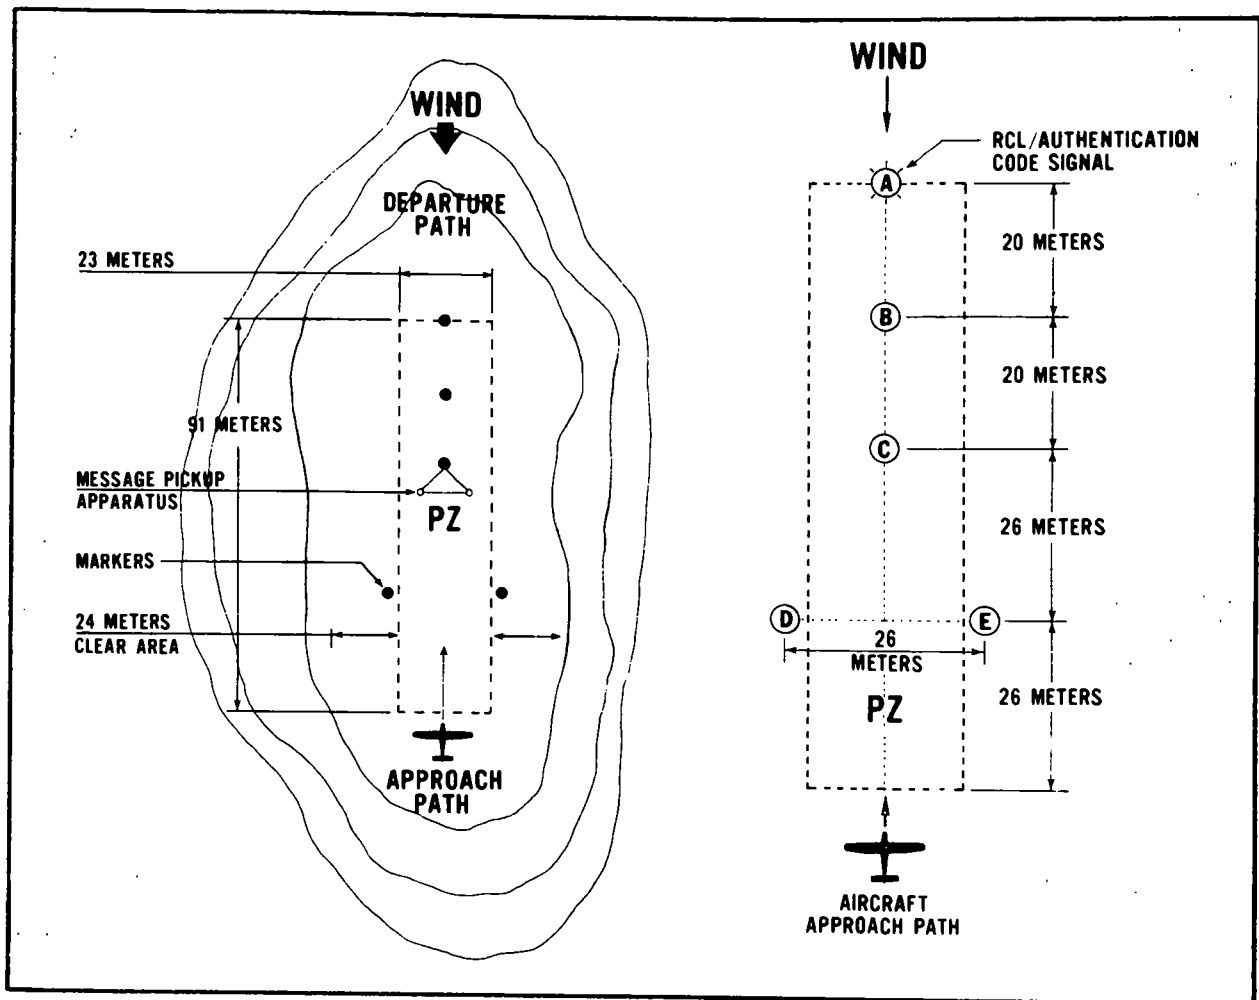 WIND
DEPARTURE
PATH
23 METERS
91 METERS
MESSAGE PICKUP
APPARATUS
PZ
MARKERS
24 METERS
CLEAR AREA
APPROACH
PATH
WIND
RCL/AUTHENTICATION
CODE SIGNAL
A
20 METERS
B
20 METERS
C
26 METERS
D
E
26
METERS
26 METERS
PZ
AIRCRAFT
APPROACH PATH